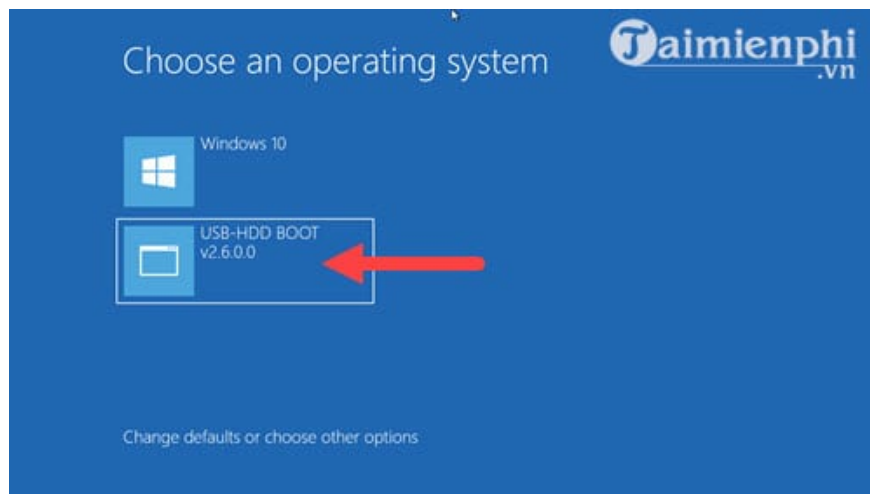 Choose an operating system
Taimienphi
.vn
Windows 10
USB-HDD BOOT
v2.6.0.0
Change defaults or choose other options